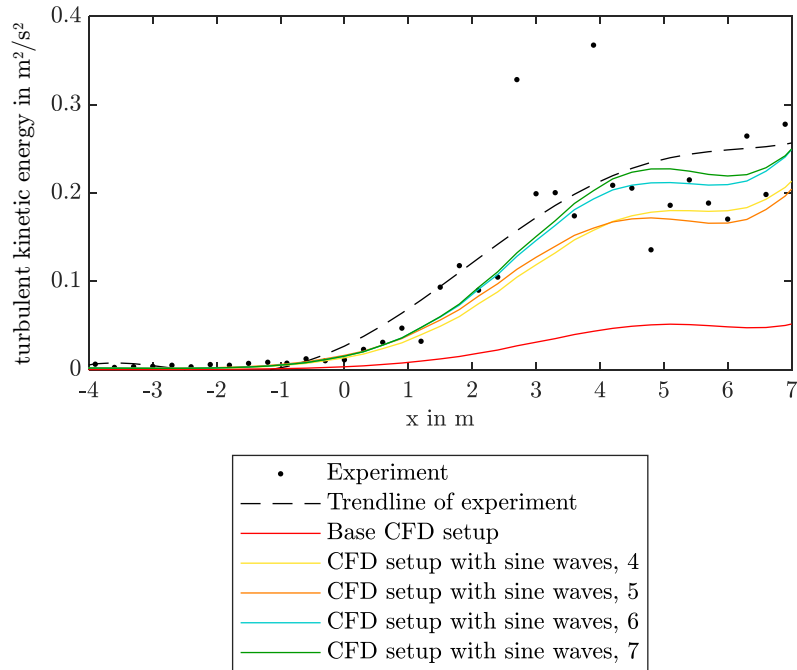 turbulent kinetic energy in m²/s²
0.4
0.3
0.2
0.1
0
-4 -3 -2 -1 0 1 2 3 4 5 6 7
x in m
Experiment
Trendline of experiment
Base CFD setup
CFD setup with sine waves, 4
CFD setup with sine waves, 5
CFD setup with sine waves, 6
CFD setup with sine waves, 7